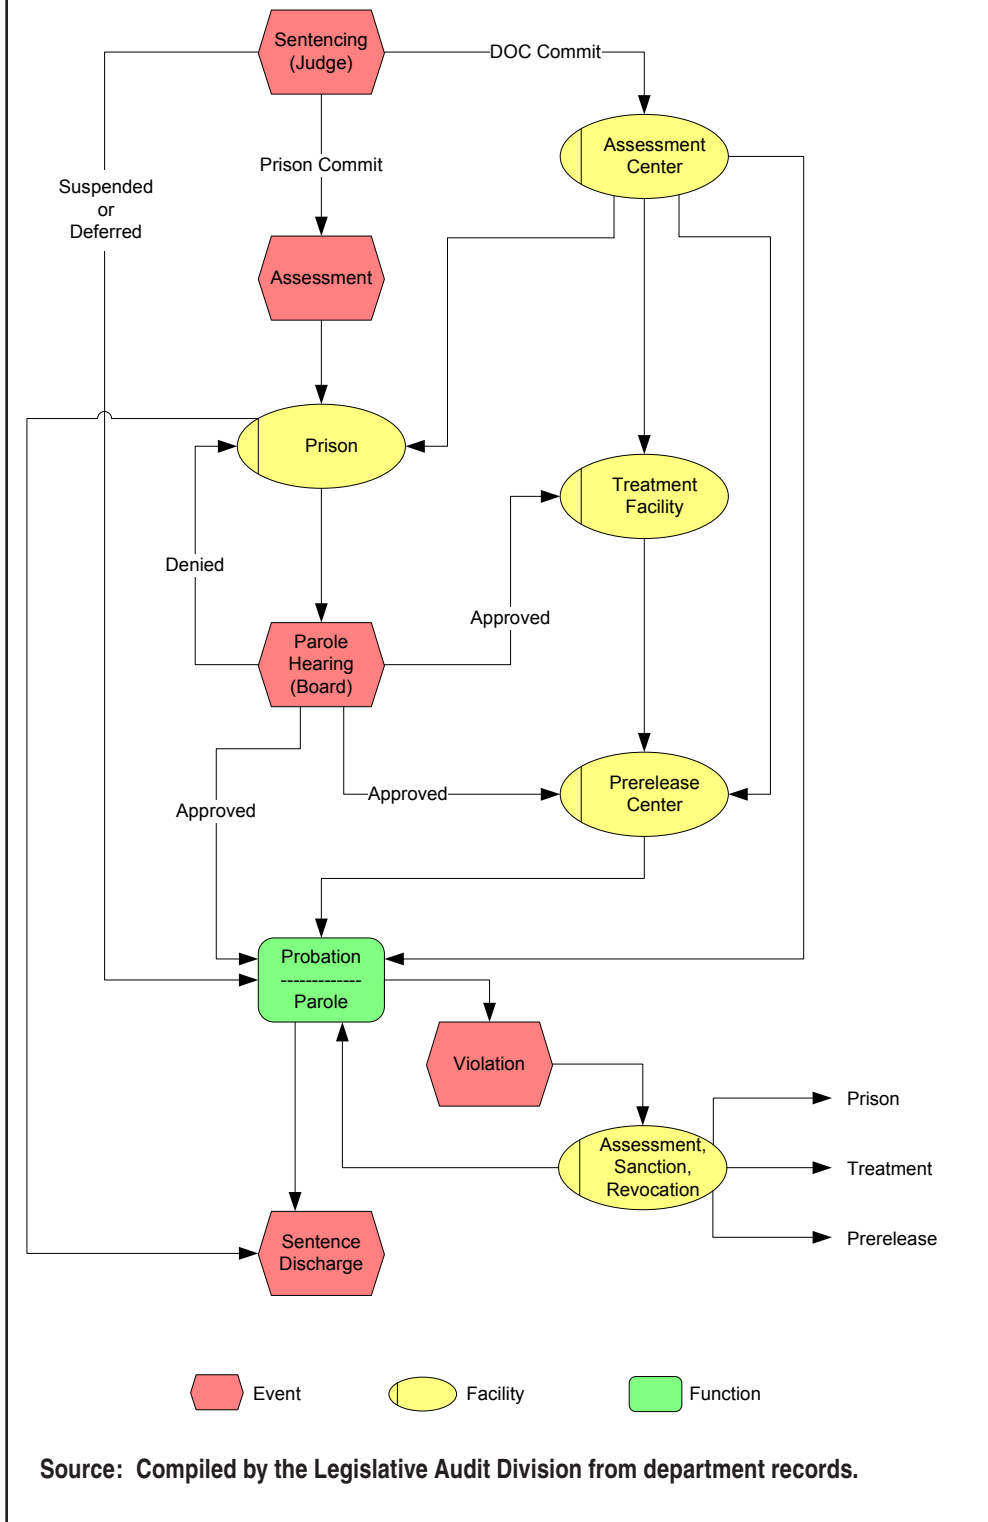 Sentencing
(Judge)
DOC Commit
Assessment
Center
Prison Commit
Suspended
or
Deferred
Assessment
Prison
Treatment
Facility
Denied
Approved
Parole
Hearing
(Board)
Prerelease
Center
Approved
Approved
Probation
-------------
Parole
Violation
Assessment,
Sanction,
Revocation
Prison
Treatment
Prerelease
Sentence
Discharge
Event
Facility
Function
Source: Compiled by the Legislative Audit Division from department records.